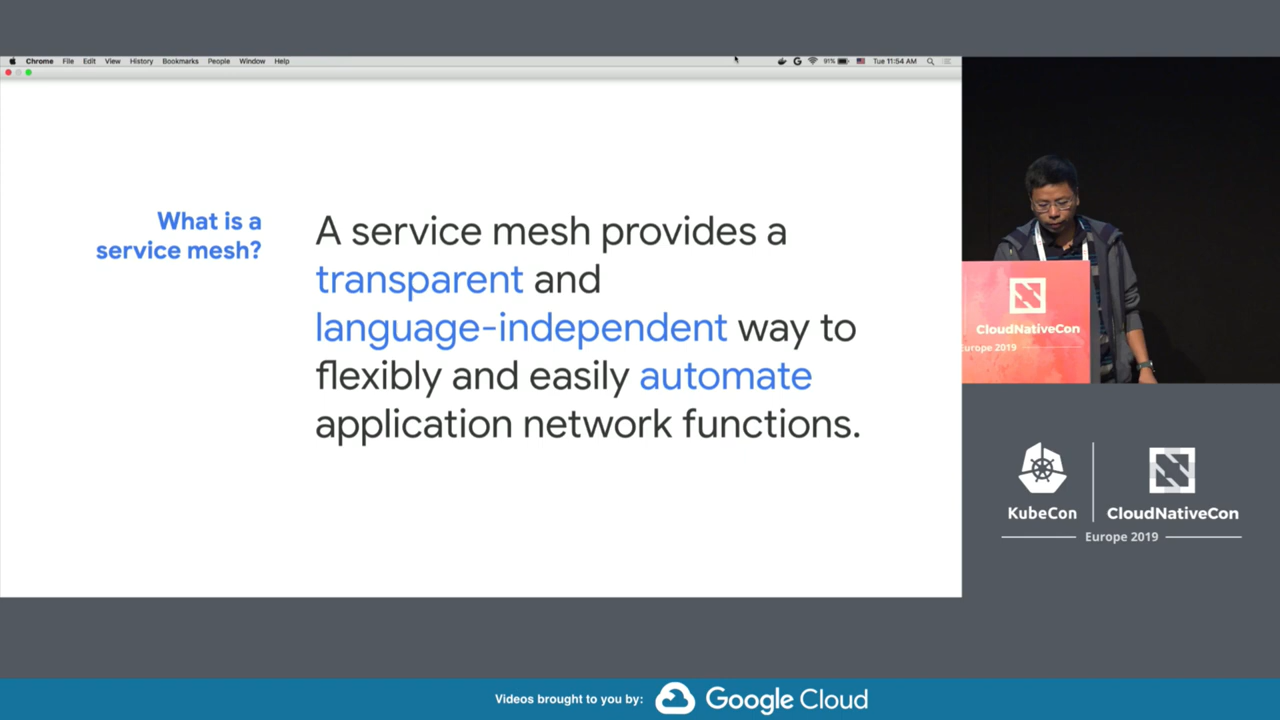 Chrome File Edit View History Bookmarks People Window Help
91% Tue 11:54 AM
What is a
service mesh?
A service mesh provides a
transparent and
language-independent way to
flexibly and easily automate
application network functions.
CloudNativeCon
Europe 2019
KubeCon
CloudNativeCon
Europe 2019
Videos brought to you by:
Google Cloud